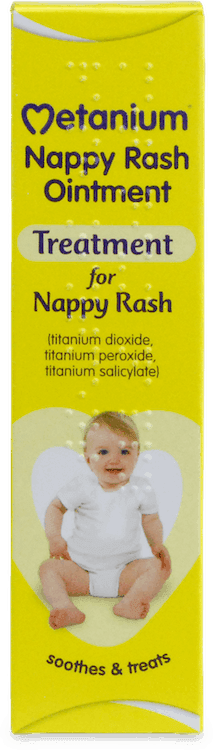 Metanium
Nappy Rash
Ointment
Treatment
for
Nappy Rash
(titanium dioxide,
titanium peroxide,
titanium salicylate)
soothes & treats